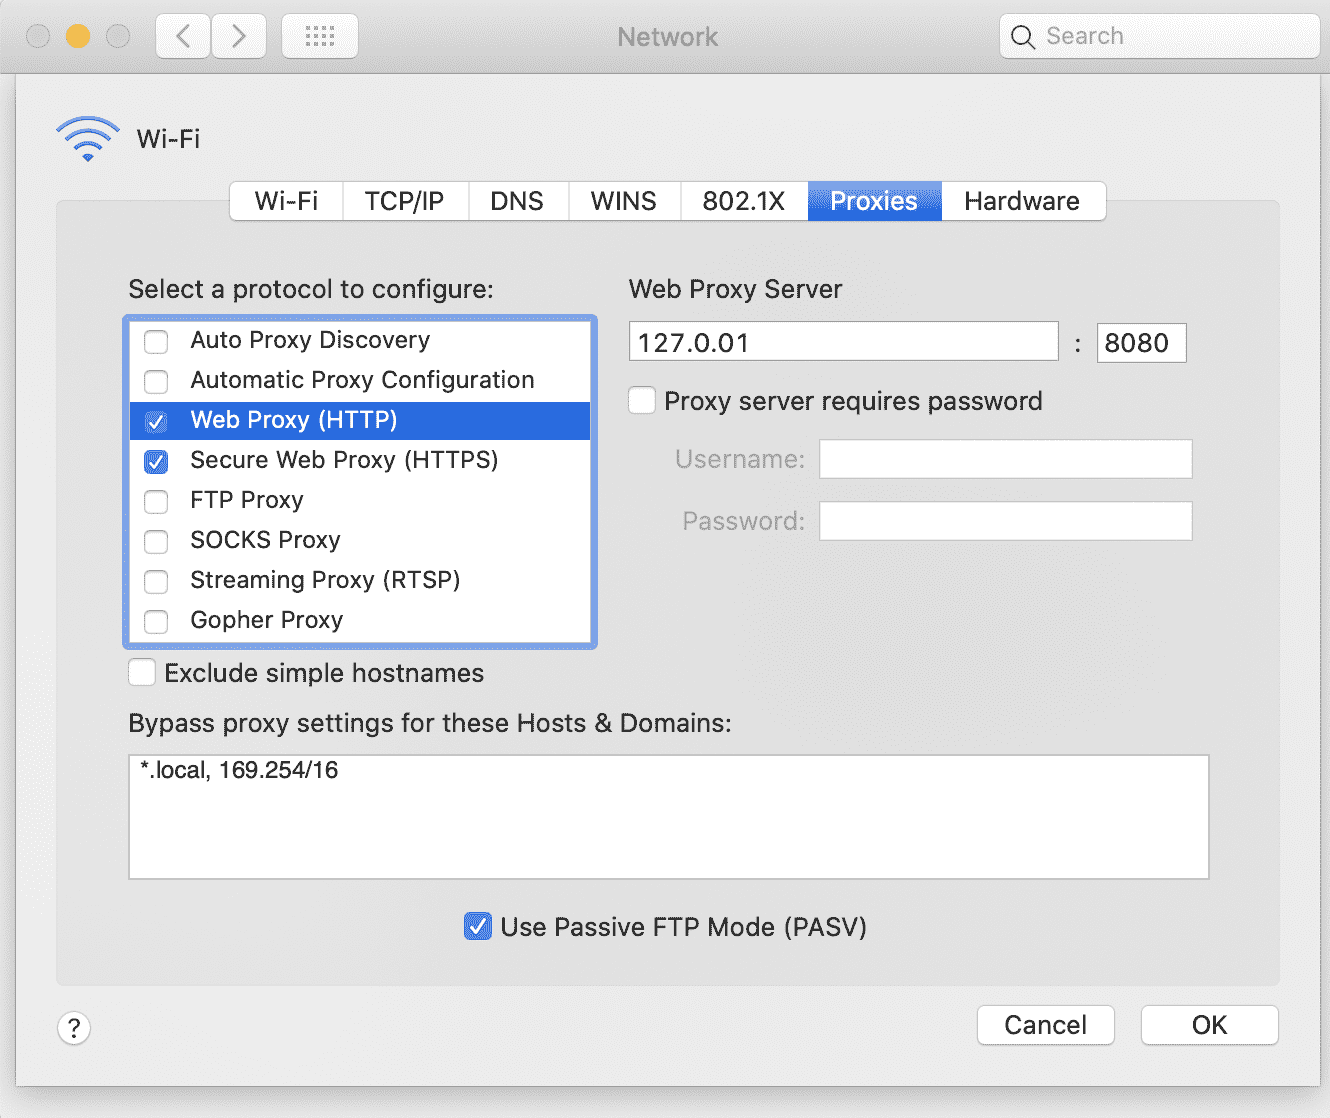 Network
Search
Wi-Fi
Wi-Fi TCP/IP DNS WINS 802.1X Proxies Hardware
Select a protocol to configure:
Auto Proxy Discovery
Automatic Proxy Configuration
Web Proxy (HTTP)
Secure Web Proxy (HTTPS)
FTP Proxy
SOCKS Proxy
Streaming Proxy (RTSP)
Gopher Proxy
Exclude simple hostnames
Web Proxy Server
127.0.01 : 8080
Proxy server requires password
Username:
Password:
Bypass proxy settings for these Hosts & Domains:
*.local, 169.254/16
Use Passive FTP Mode (PASV)
?
Cancel
OK